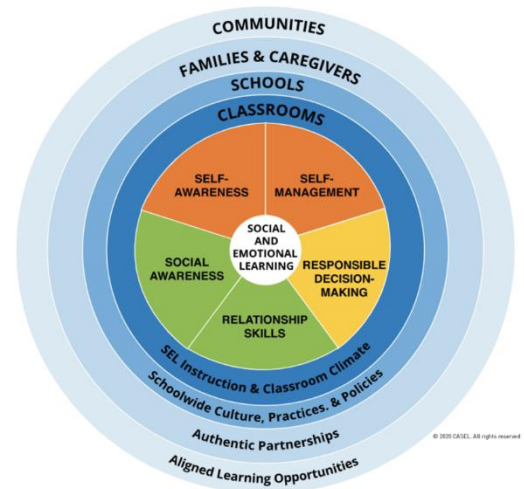 COMMUNITIES
FAMILIES & CAREGIVERS
SCHOOLS
CLASSROOMS
SELF-
AWARENESS
SELF-
MANAGEMENT
SOCIAL
AND
EMOTIONAL
LEARNING
SOCIAL
AWARENESS
RESPONSIBLE
DECISION-
MAKING
RELATIONSHIP
SKILLS
SEL Instruction & Classroom Climate
Schoolwide Culture, Practices. & Policies
Authentic Partnerships
Aligned Learning Opportunities
© 2020 CASEL. All rights reserved